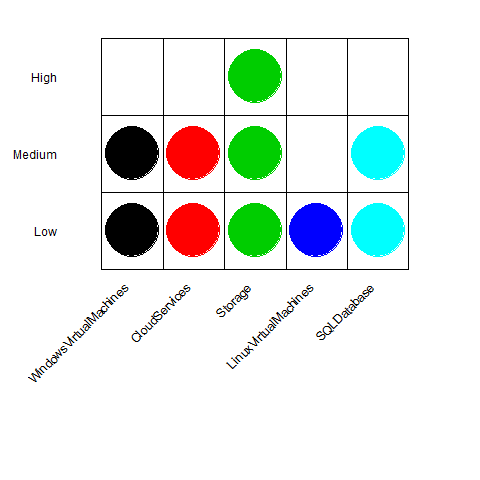 High
Medium
Low
WindowsVirtualMachines
CloudServices
Storage
LinuxVirtualMachines
SQLDatabase